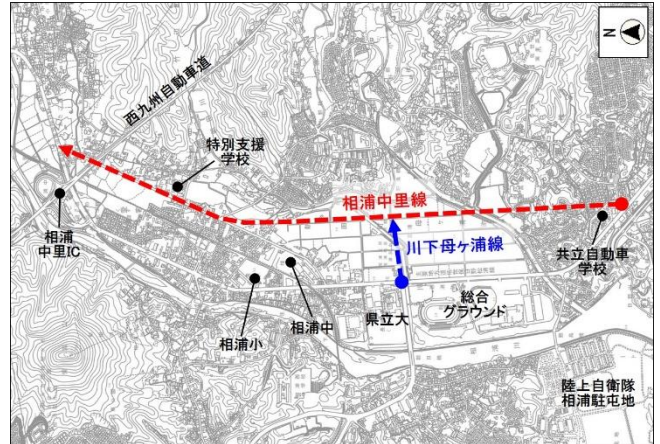 N
西九州自動車道
特別支援
学校
相浦
中里IC
相浦中里線
川下母ヶ浦線
共立自動車
学校
相浦小
相浦中
県立大
総合
グラウンド
陸上自衛隊
相浦駐屯地